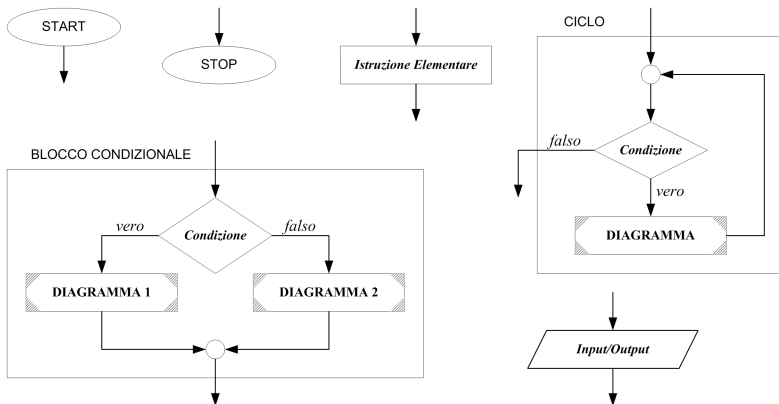 START
STOP
Istruzione Elementare
CICLO
Condizione
falso
vero
DIAGRAMMA
BLOCCO CONDIZIONALE
vero
Condizione
falso
DIAGRAMMA 1
DIAGRAMMA 2
Input/Output